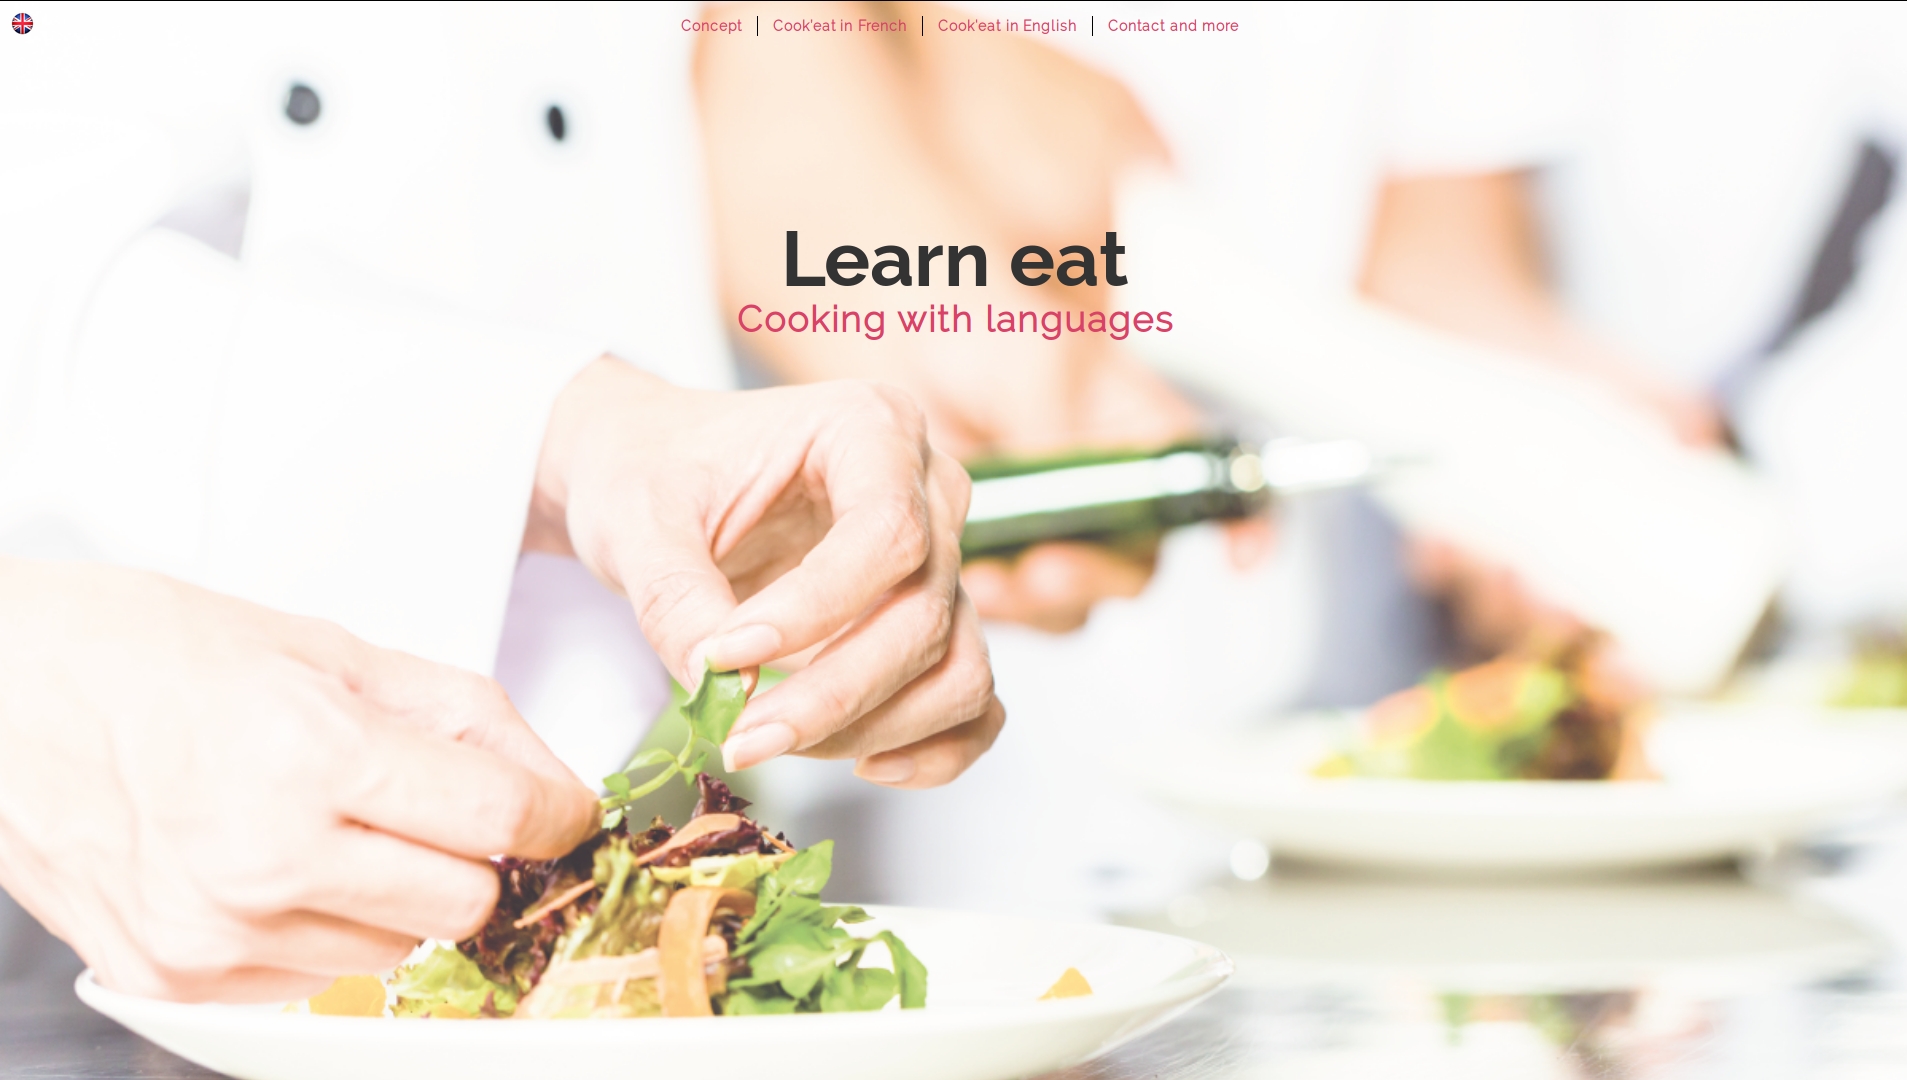 Concept
Cook'eat in French
Cook'eat in English
Contact and more
Learn eat
Cooking with languages